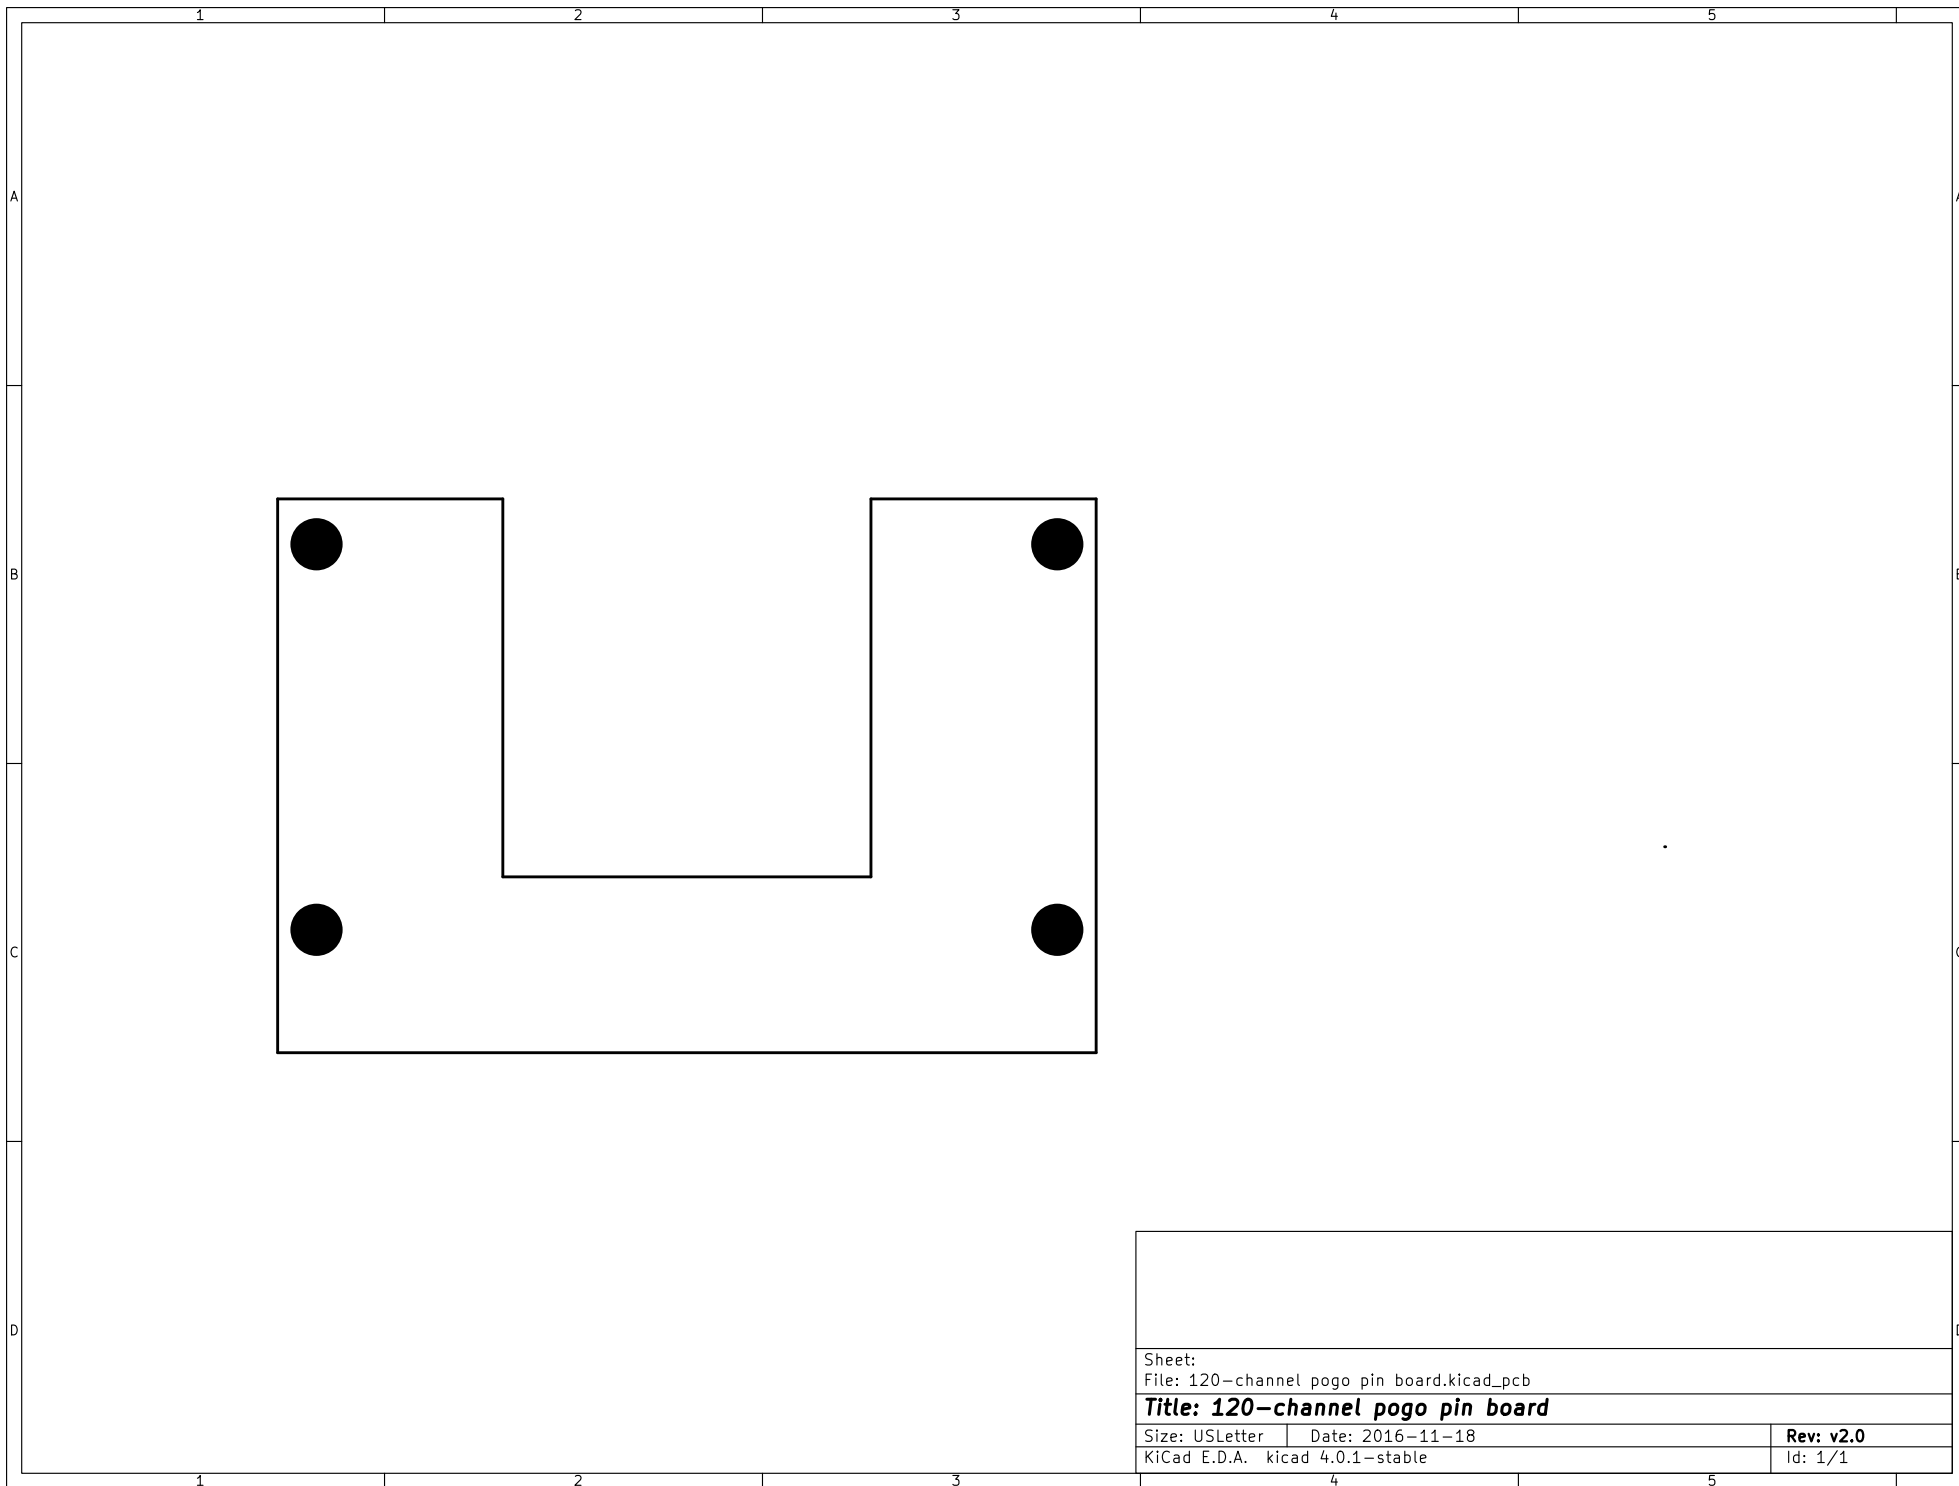 1 2 3 4 5
A A
B B
C C
D D
Sheet:
File: 120-channel pogo pin board.kicad_pcb
Title: 120-channel pogo pin board
Size: USLetter Date: 2016-11-18 Rev: v2.0
KiCad E.D.A. kicad 4.0.1-stable Id: 1/1
1 2 3 4 5